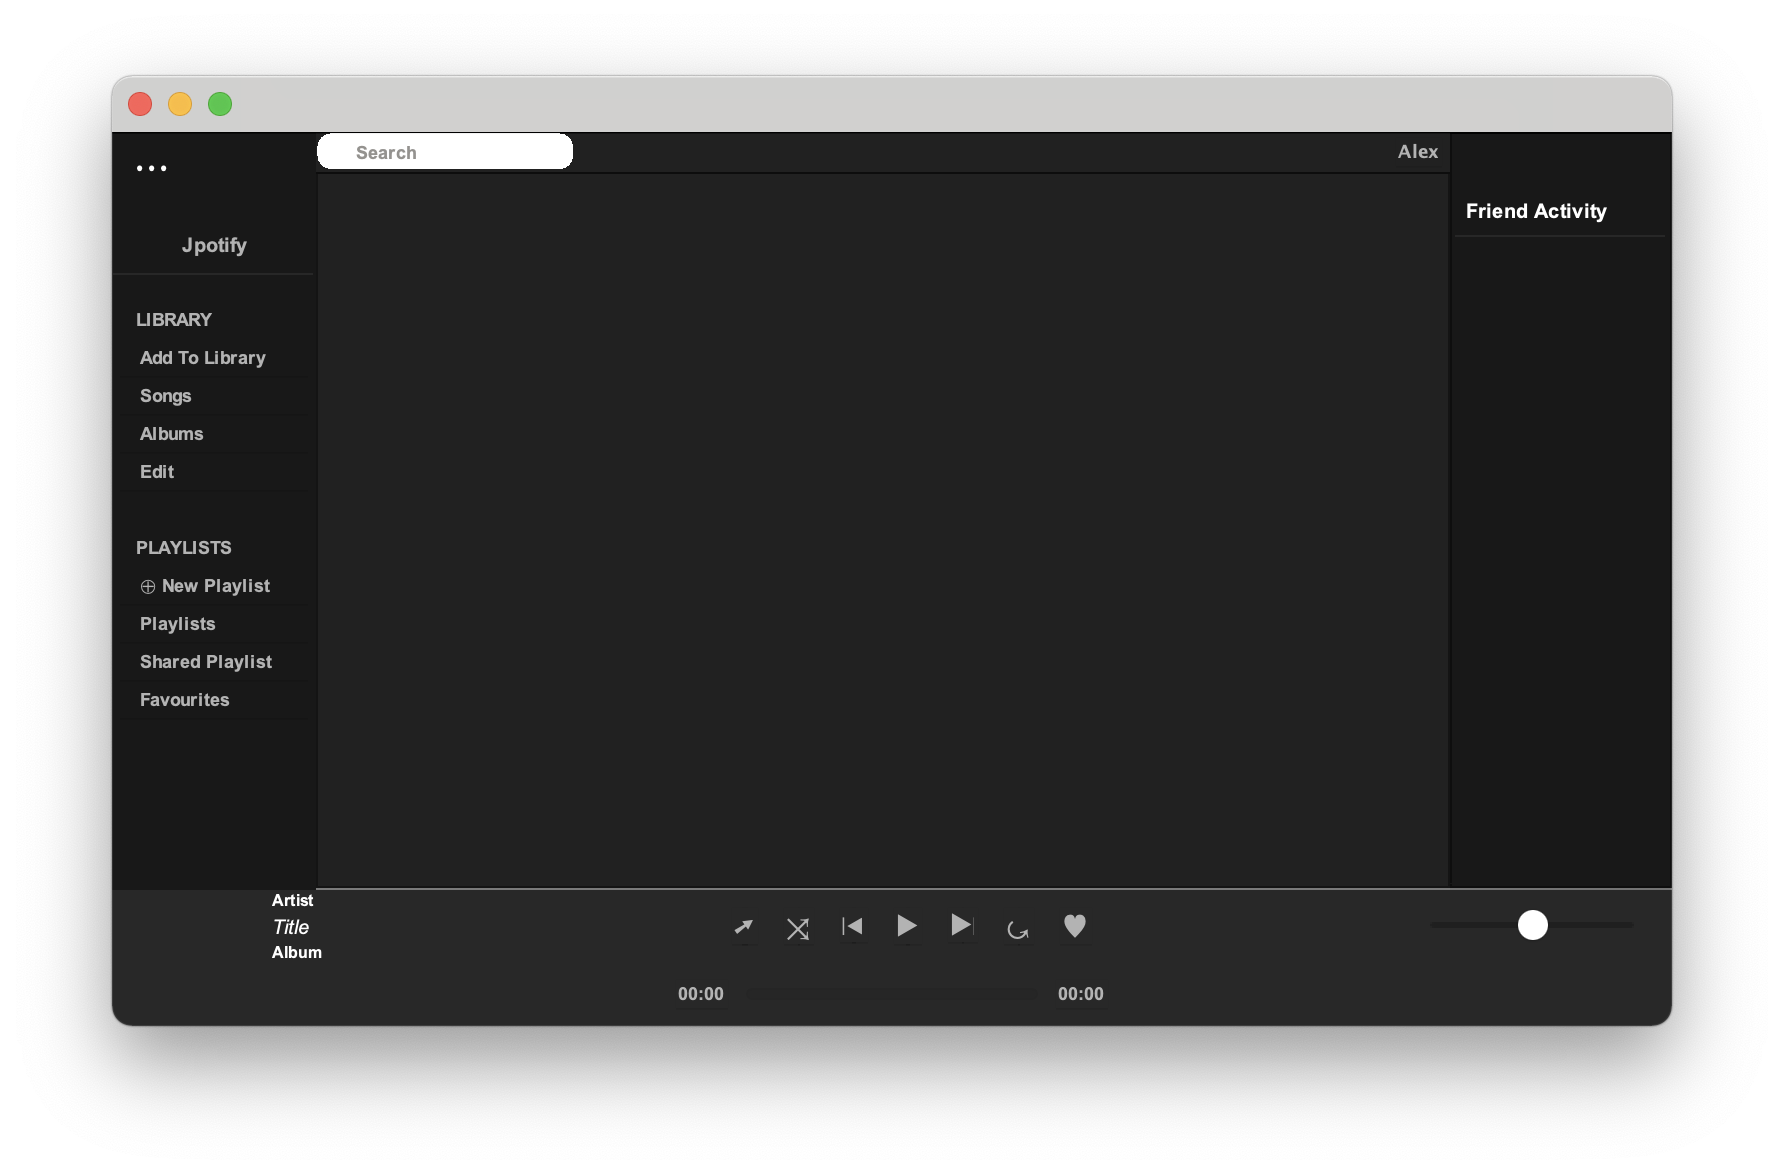 Search
Alex
Jpotify
LIBRARY
Add To Library
Songs
Albums
Edit
PLAYLISTS
⊕ New Playlist
Playlists
Shared Playlist
Favourites
Friend Activity
Artist
Title
Album
00:00
00:00